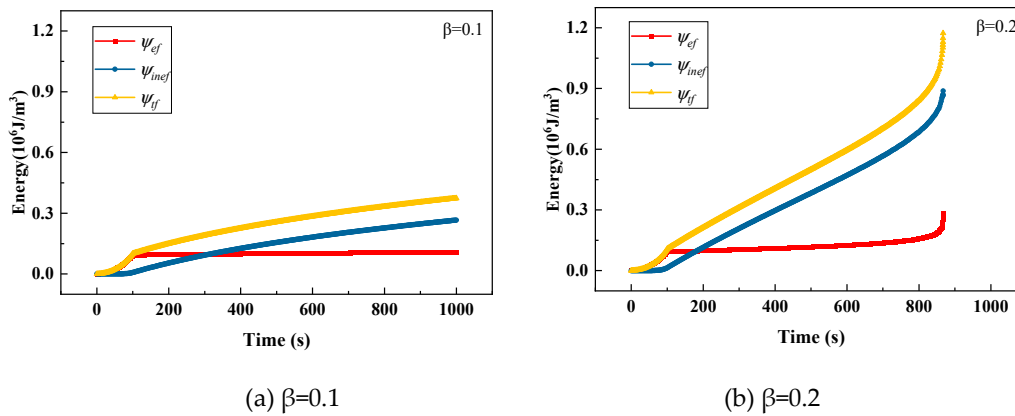 β=0.1
ψef
ψinef
ψtf
Energy(10⁶J/m³)
1.2
0.9
0.6
0.3
0.0
0 200 400 600 800 1000
Time (s)
(a) β=0.1
β=0.2
ψef
ψinef
ψtf
Energy(10⁶J/m³)
1.2
0.9
0.6
0.3
0.0
0 200 400 600 800 1000
Time (s)
(b) β=0.2